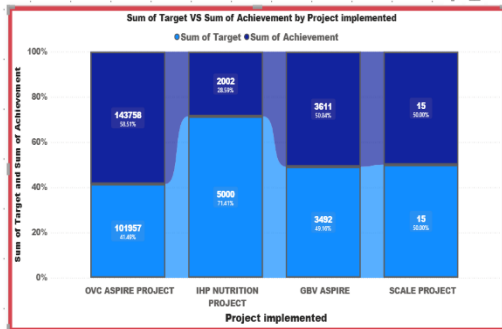 Sum of Target VS Sum of Achievement by Project implemented
Sum of Target Sum of Achievement
Sum of Target and Sum of Achievement
100%
80%
60%
40%
20%
0%
143758
58.51%
101957
41.49%
2002
28.59%
5000
71.41%
3611
50.84%
3492
49.16%
15
50.00%
15
50.00%
OVC ASPIRE PROJECT
IHP NUTRITION
PROJECT
GBV ASPIRE
SCALE PROJECT
Project implemented